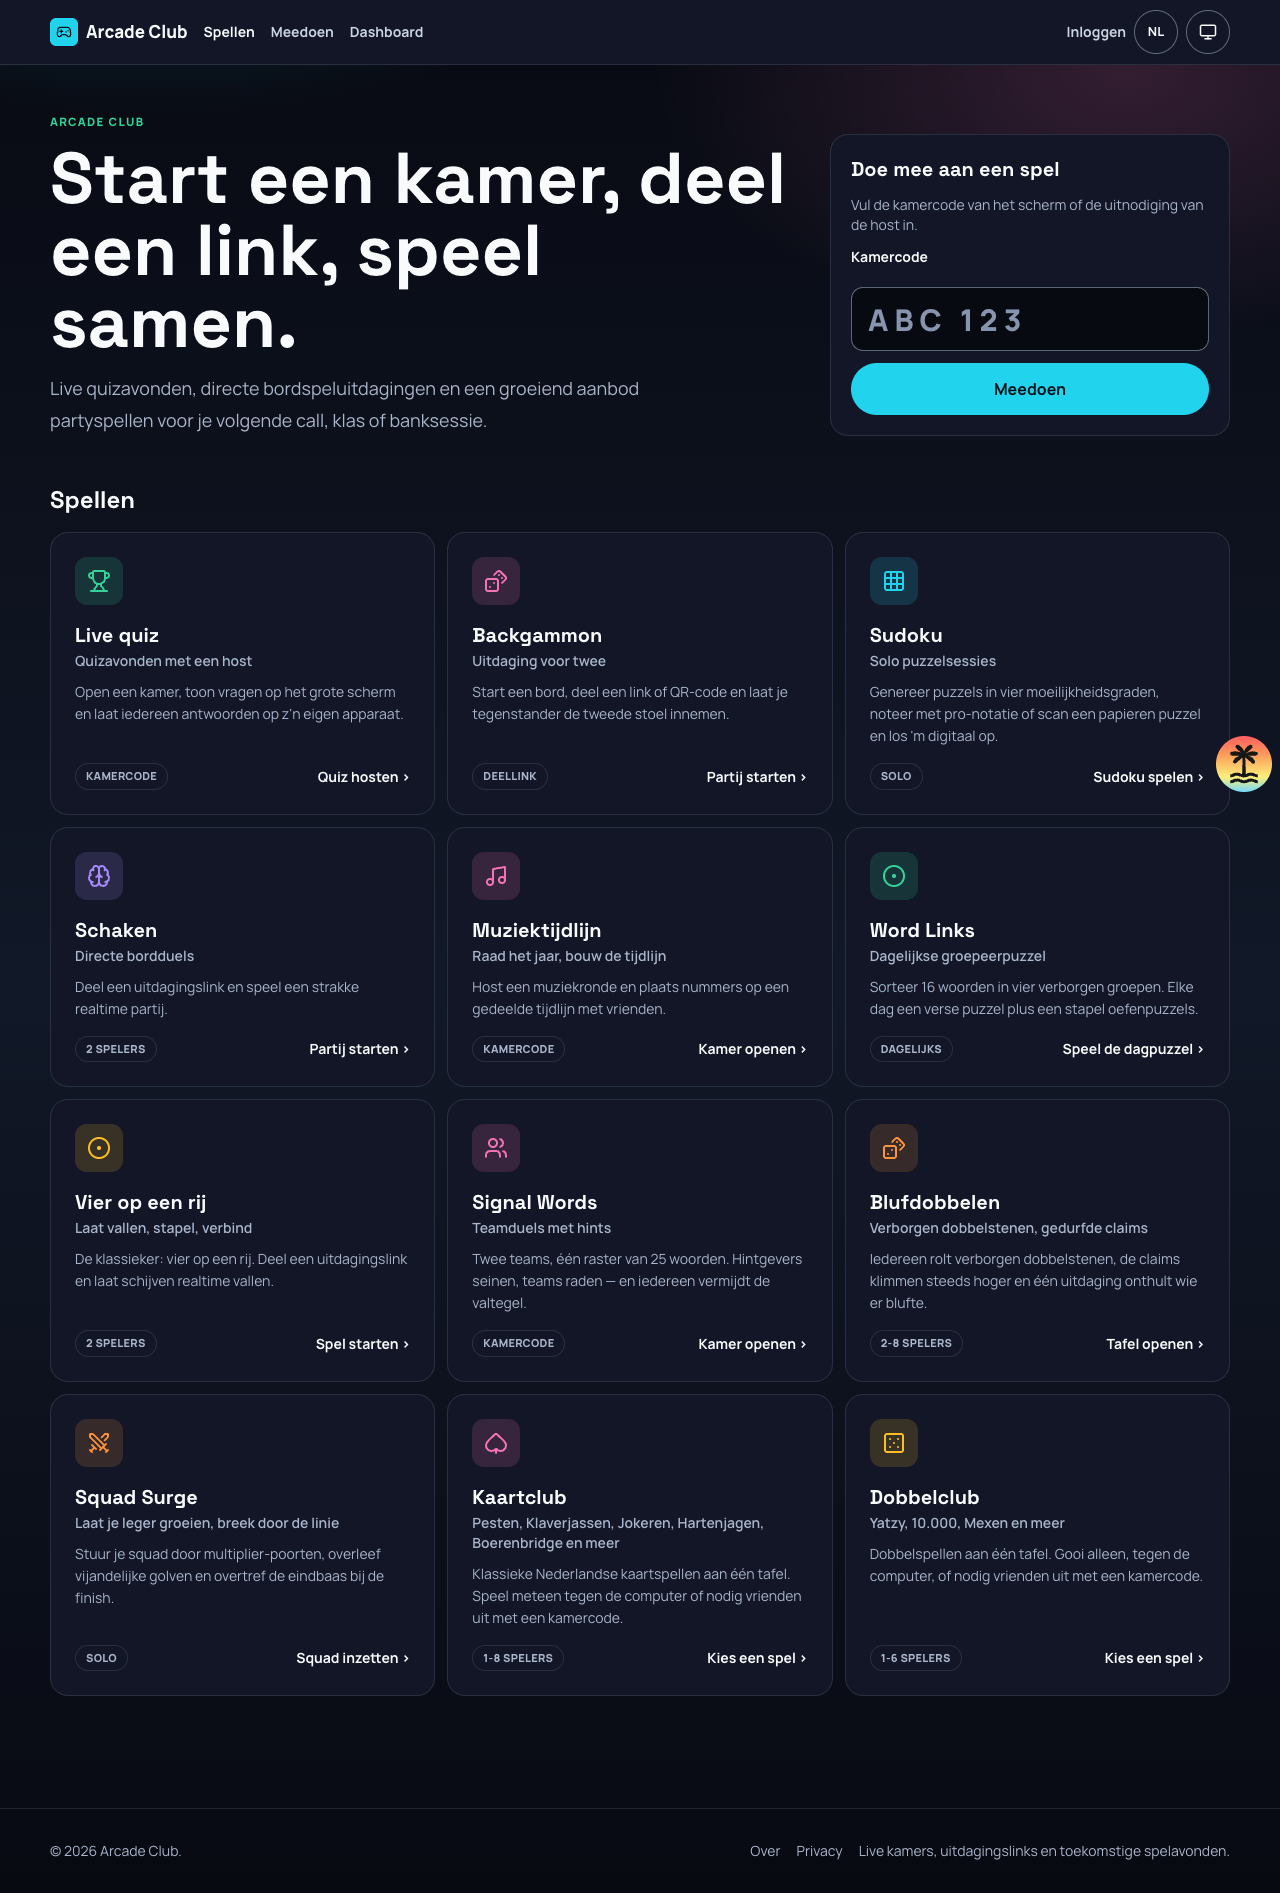 Arcade Club Spellen Meedoen Dashboard Inloggen NL
ARCADE CLUB
Start een kamer, deel
een link, speel
samen.
Live quizavonden, directe bordspeluitdagingen en een groeiend aanbod
partyspellen voor je volgende call, klas of banksessie.
Doe mee aan een spel
Vul de kamercode van het scherm of de uitnodiging van
de host in.
Kamercode
ABC 123
Meedoen
Spellen
Live quiz
Quizavonden met een host
Open een kamer, toon vragen op het grote scherm
en laat iedereen antwoorden op z'n eigen apparaat.
KAMERCODE Quiz hosten ›
Backgammon
Uitdaging voor twee
Start een bord, deel een link of QR-code en laat je
tegenstander de tweede stoel innemen.
DEELLINK Partij starten ›
Sudoku
Solo puzzelsessies
Genereer puzzels in vier moeilijkheidsgraden,
noteer met pro-notatie of scan een papieren puzzel
en los 'm digitaal op.
SOLO Sudoku spelen ›
Schaken
Directe bordduels
Deel een uitdagingslink en speel een strakke
realtime partij.
2 SPELERS Partij starten ›
Muziektijdlijn
Raad het jaar, bouw de tijdlijn
Host een muziekronde en plaats nummers op een
gedeelde tijdlijn met vrienden.
KAMERCODE Kamer openen ›
Word Links
Dagelijkse groepeerpuzzel
Sorteer 16 woorden in vier verborgen groepen. Elke
dag een verse puzzel plus een stapel oefenpuzzels.
DAGELIJKS Speel de dagpuzzel ›
Vier op een rij
Laat vallen, stapel, verbind
De klassieker: vier op een rij. Deel een uitdagingslink
en laat schijven realtime vallen.
2 SPELERS Spel starten ›
Signal Words
Teamduels met hints
Twee teams, één raster van 25 woorden. Hintgevers
seinen, teams raden — en iedereen vermijdt de
valtegel.
KAMERCODE Kamer openen ›
Blufdobbelen
Verborgen dobbelstenen, gedurfde claims
Iedereen rolt verborgen dobbelstenen, de claims
klimmen steeds hoger en één uitdaging onthult wie
er blufte.
2-8 SPELERS Tafel openen ›
Squad Surge
Laat je leger groeien, breek door de linie
Stuur je squad door multiplier-poorten, overleef
vijandelijke golven en overtref de eindbaas bij de
finish.
SOLO Squad inzetten ›
Kaartclub
Pesten, Klaverjassen, Jokeren, Hartenjagen,
Boerenbridge en meer
Klassieke Nederlandse kaartspellen aan één tafel.
Speel meteen tegen de computer of nodig vrienden
uit met een kamercode.
1-8 SPELERS Kies een spel ›
Dobbelclub
Yatzy, 10.000, Mexen en meer
Dobbelspellen aan één tafel. Gooi alleen, tegen de
computer, of nodig vrienden uit met een kamercode.
1-6 SPELERS Kies een spel ›
© 2026 Arcade Club. Over Privacy Live kamers, uitdagingslinks en toekomstige spelavonden.